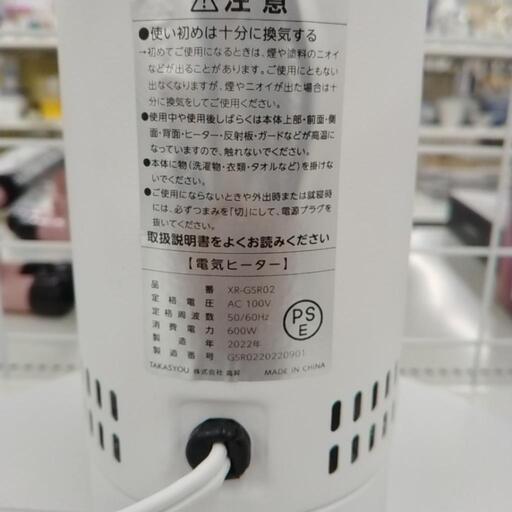 ⚠注意
●使い初めは十分に換気する
→初めてご使用になるときは、煙や塗料のニオイ
などが出ることがあります。ご使用にともない
出なくなりますが、煙やニオイが出た場合は十
分に換気をしてご使用ください。
●使用中や使用後しばらくは本体上部・前面・側
面・背面・ヒーター・反射板・ガードなどが高温に
なっていますので、触れないでください。
●本体に物(洗濯物・衣類・タオルなど)を掛けな
いでください。
●ご使用にならないときや外出時または就寝時
には、必ずつまみを「切」にして、電源プラグを
抜いてください。
取扱説明書をよくお読みください
【電気ヒーター】
品番 XR-GSR02
定格電圧 AC 100V
定格周波数 50/60Hz
消費電力 600W
製造年 2022年
製造番号 GSR0220220901
PSE
TAKASYOU 株式会社 高昇 MADE IN CHINA